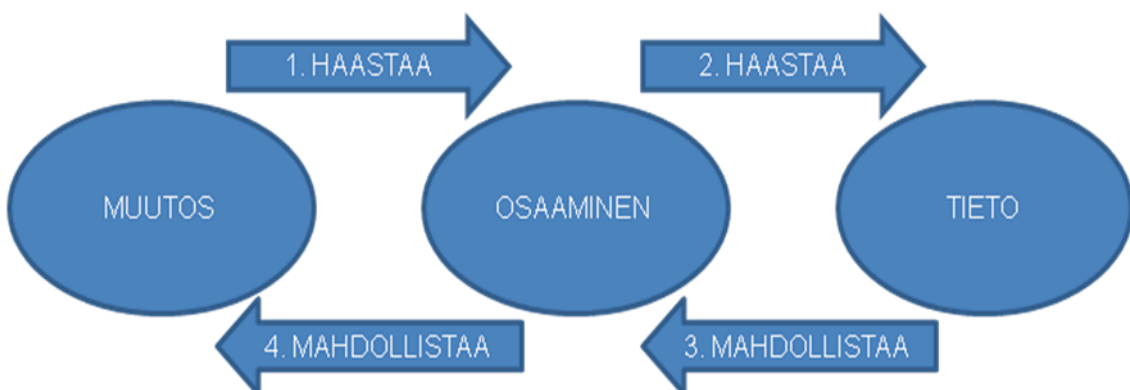 1. HAASTAA
2. HAASTAA
MUUTOS
OSAAMINEN
TIETO
4. MAHDOLLISTAA
3. MAHDOLLISTAA